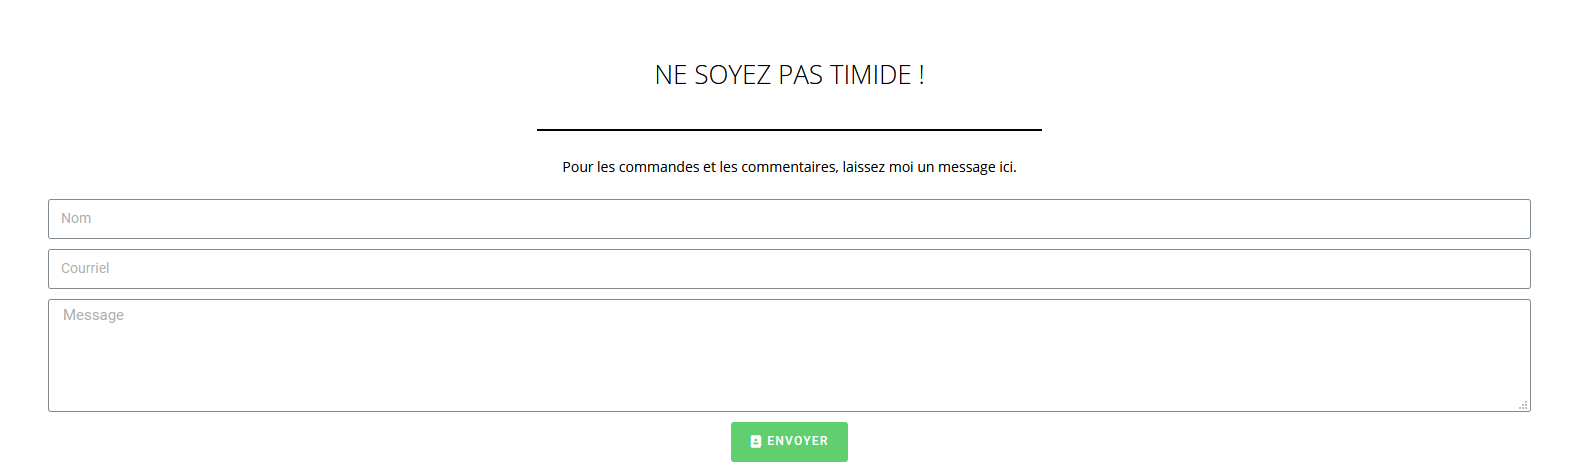 NE SOYEZ PAS TIMIDE !
Pour les commandes et les commentaires, laissez moi un message ici.
Nom
Courriel
Message
ENVOYER